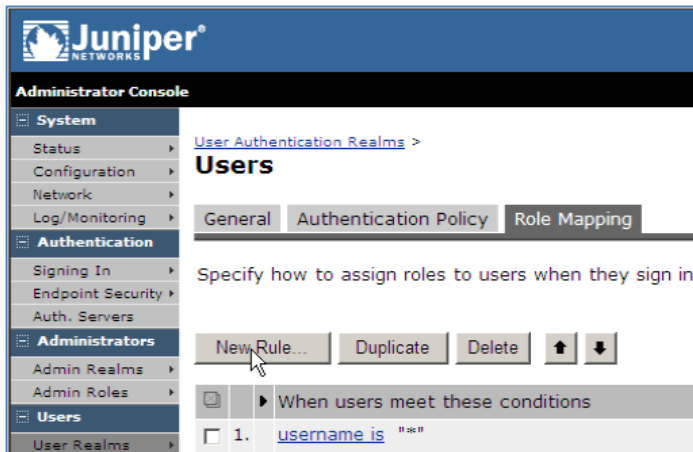 Juniper®
NETWORKS
Administrator Console
System
Status
Configuration
Network
Log/Monitoring
Authentication
Signing In
Endpoint Security
Auth. Servers
Administrators
Admin Realms
Admin Roles
Users
User Realms
User Authentication Realms >
Users
General Authentication Policy Role Mapping
Specify how to assign roles to users when they sign in
New Rule... Duplicate Delete
When users meet these conditions
1. username is "*"